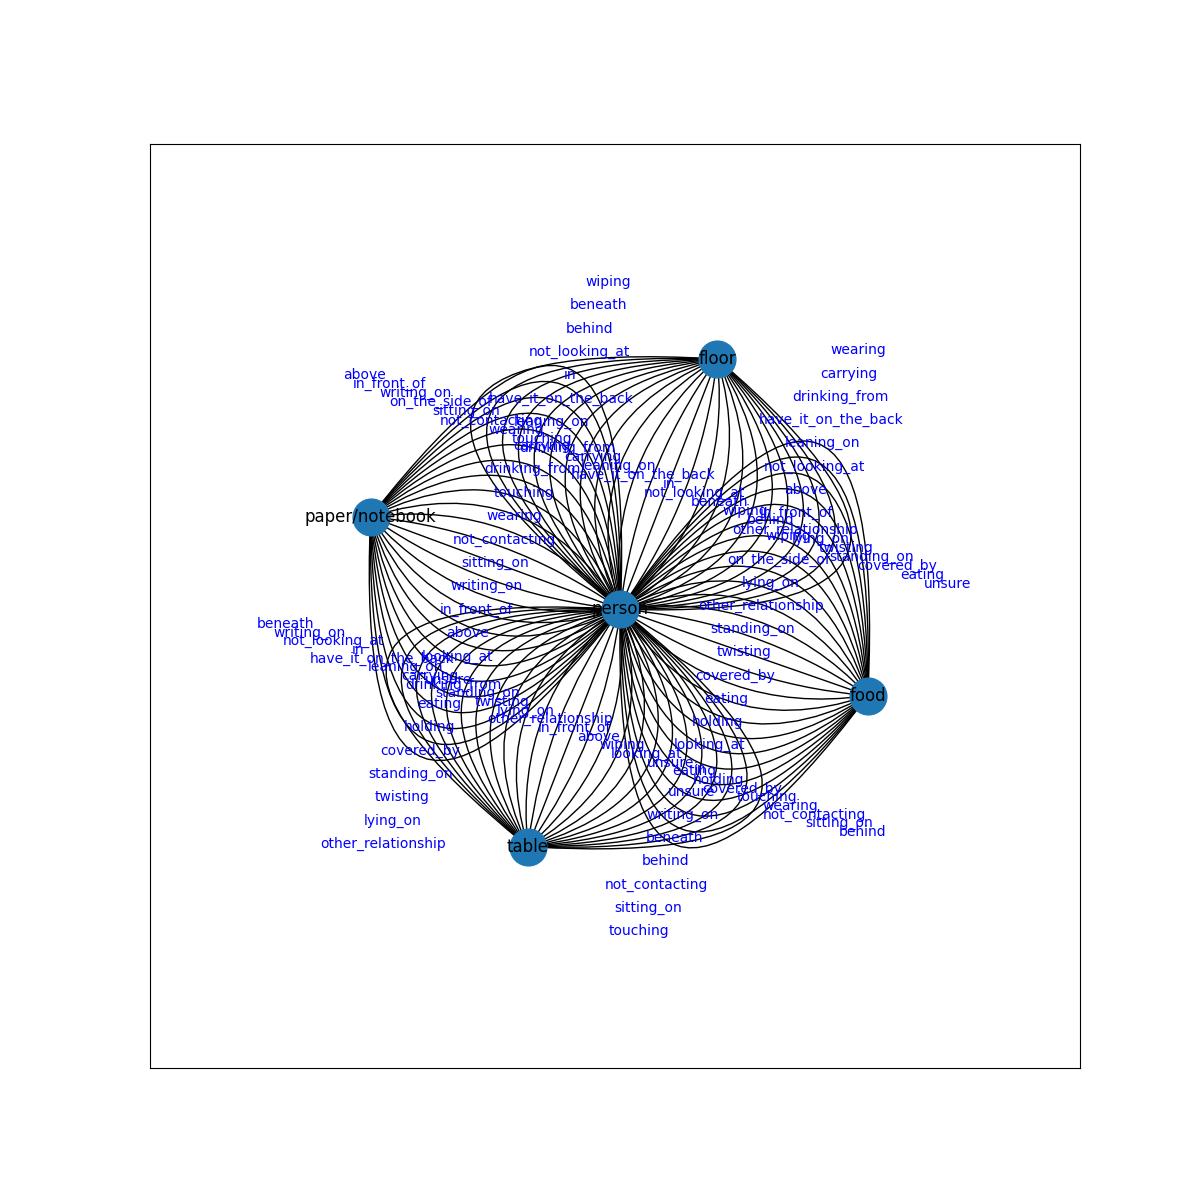 wiping
beneath
behind
not_looking_at
wearing
floor
carrying
above
in
in_front_of
drinking_from
writing_on
have_it_on_the_back
on_the_side_of
sitting_on
have_it_on_the_back
not_contacting
leaning_on
wearing
leaning_on
touching
carrying
drinking_from
carrying
leaning_on
not_looking_at
drinking_from
have_it_on_the_back
in
above
touching
not_looking_at
beneath
wiping
in_front_of
paper/notebook
wearing
behind
other_relationship
wiping
lying_on
not_contacting
twisting
standing_on
on_the_side_of
sitting_on
covered_by
eating
lying_on
unsure
writing_on
other_relationship
person
in_front_of
beneath
standing_on
writing_on
above
not_looking_at
in
twisting
looking_at
have_it_on_the_back
leaning_on
carrying
covered_by
unsure
drinking_from
standing_on
food
eating
twisting
eating
lying_on
other_relationship
holding
holding
in_front_of
above
wiping
looking_at
covered_by
looking_at
unsure
eating
standing_on
holding
covered_by
unsure
touching
twisting
wearing
writing_on
not_contacting
lying_on
sitting_on
behind
beneath
other_relationship
table
behind
not_contacting
sitting_on
touching